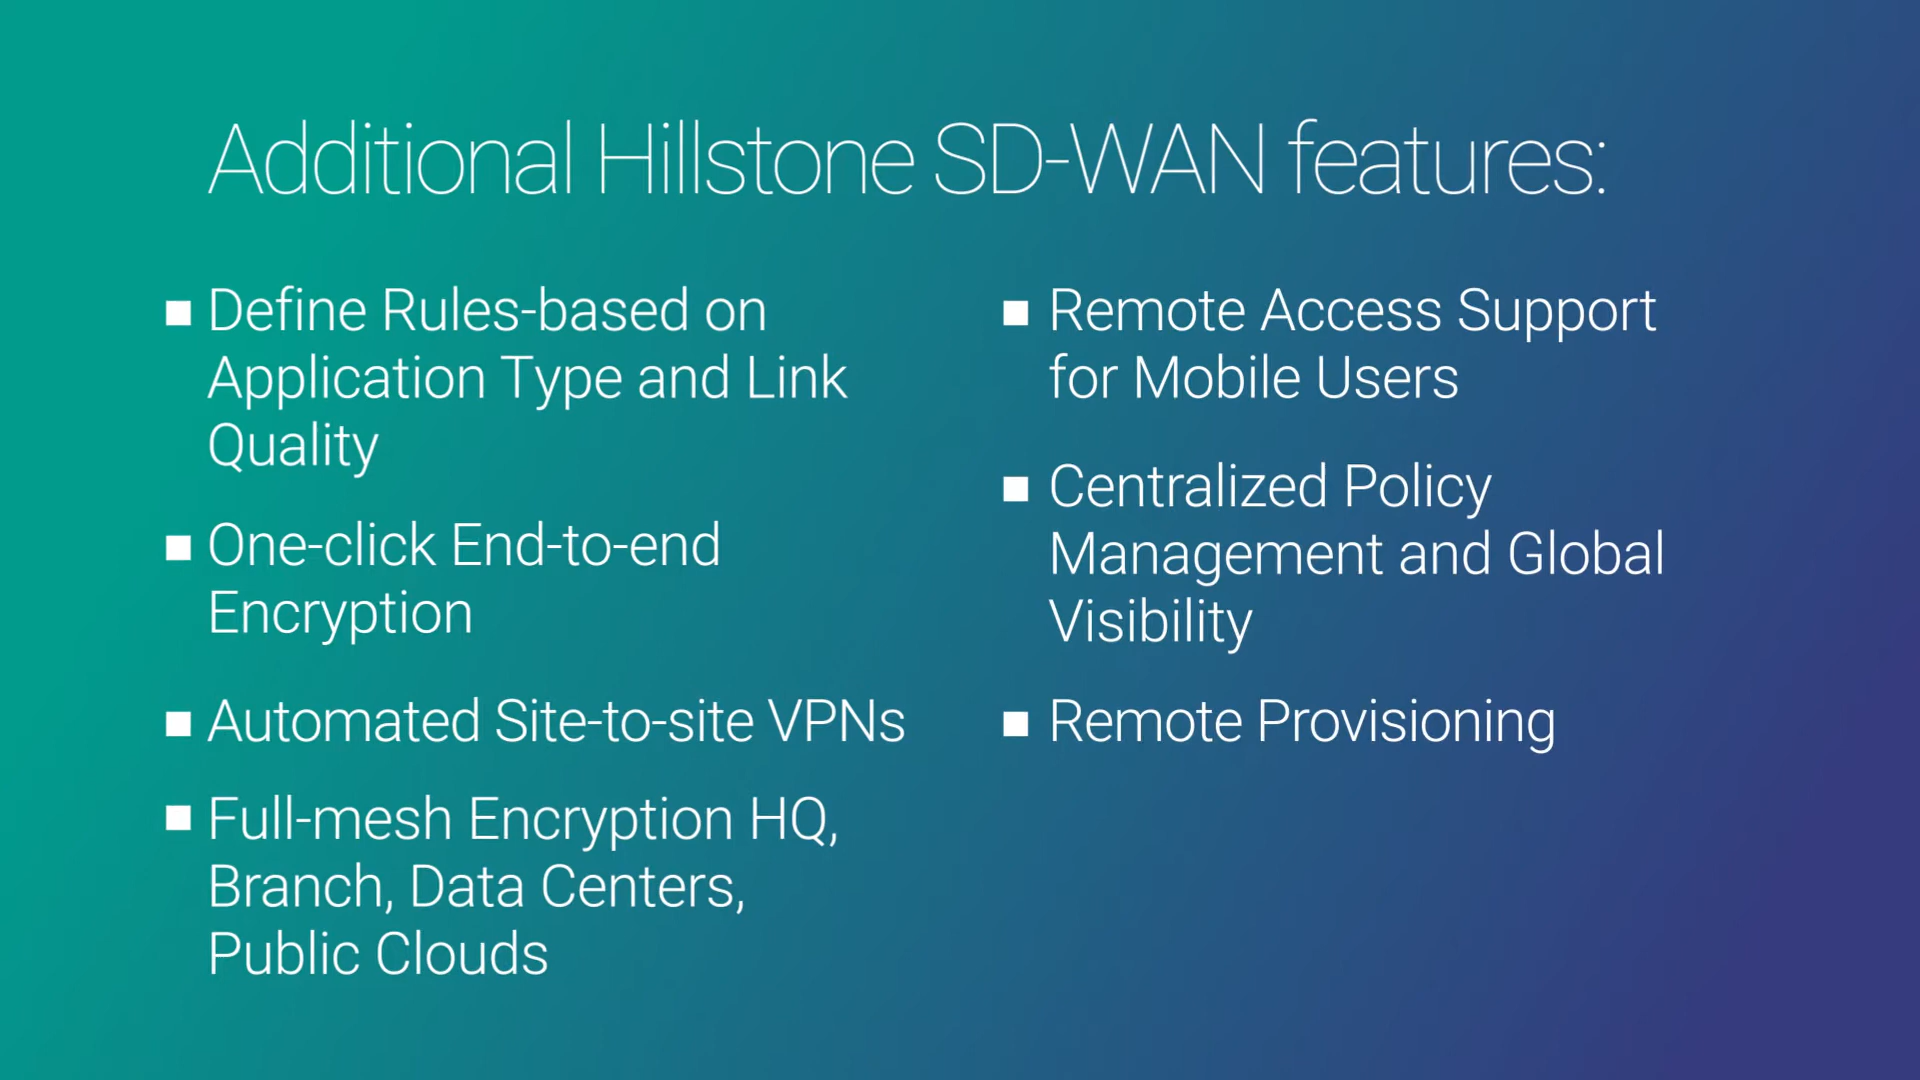 Additional Hillstone SD-WAN features:
Define Rules-based on
Application Type and Link
Quality
One-click End-to-end
Encryption
Automated Site-to-site VPNs
Full-mesh Encryption HQ,
Branch, Data Centers,
Public Clouds
Remote Access Support
for Mobile Users
Centralized Policy
Management and Global
Visibility
Remote Provisioning